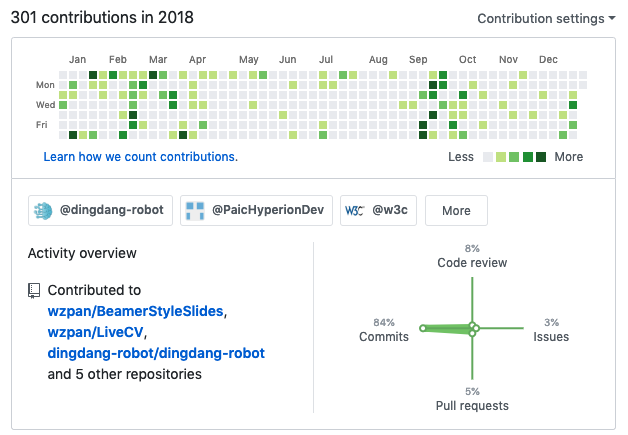 301 contributions in 2018
Contribution settings
Jan Feb Mar Apr May Jun Jul Aug Sep Oct Nov Dec
Mon
Wed
Fri
Learn how we count contributions.
Less More
@dingdang-robot
@PaicHyperionDev
W3C @w3c
More
Activity overview
Contributed to
wzpan/BeamerStyleSlides,
wzpan/LiveCV,
dingdang-robot/dingdang-robot
and 5 other repositories
8%
Code review
84%
Commits
3%
Issues
5%
Pull requests